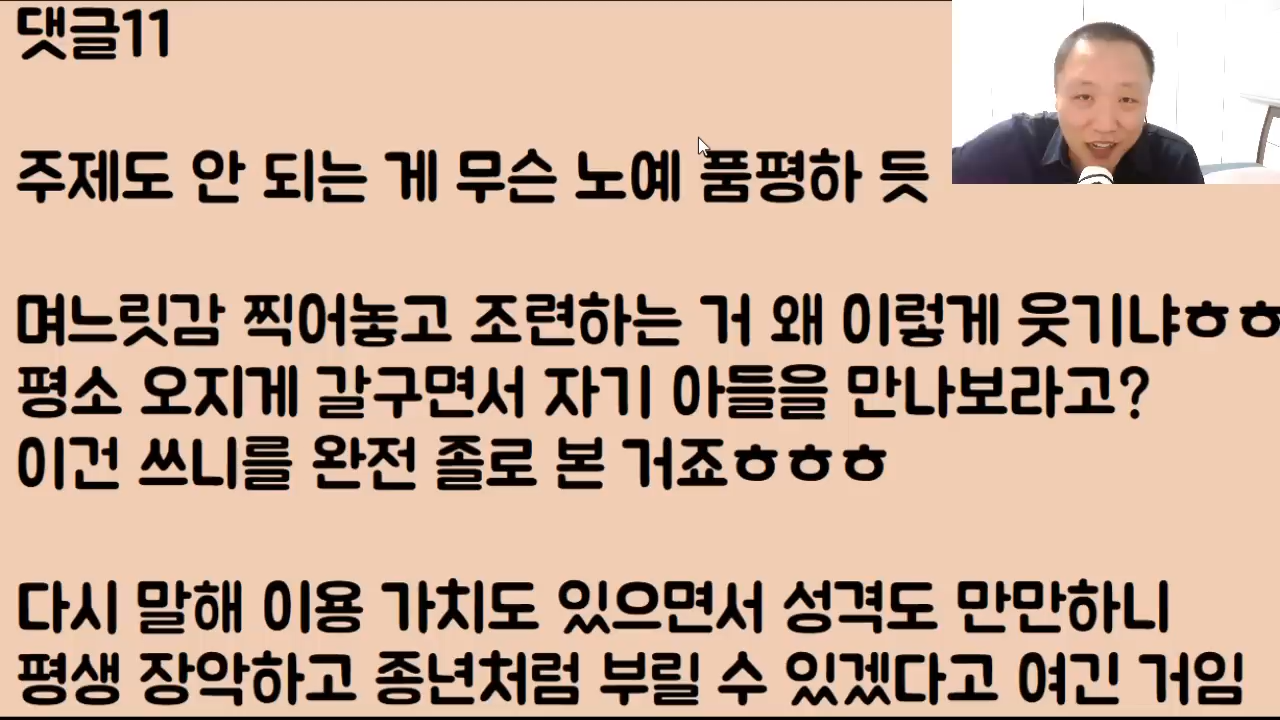 댓글11
주제도 안 되는 게 무슨 노예 품평하 듯
며느릿감 찍어놓고 조련하는 거 왜 이렇게 웃기냐ㅎㅎ
평소 오지게 갈구면서 자기 아들을 만나보라고?
이건 쓰니를 완전 졸로 본 거죠ㅎㅎㅎ
다시 말해 이용 가치도 있으면서 성격도 만만하니
평생 장악하고 종년처럼 부릴 수 있겠다고 여긴 거임